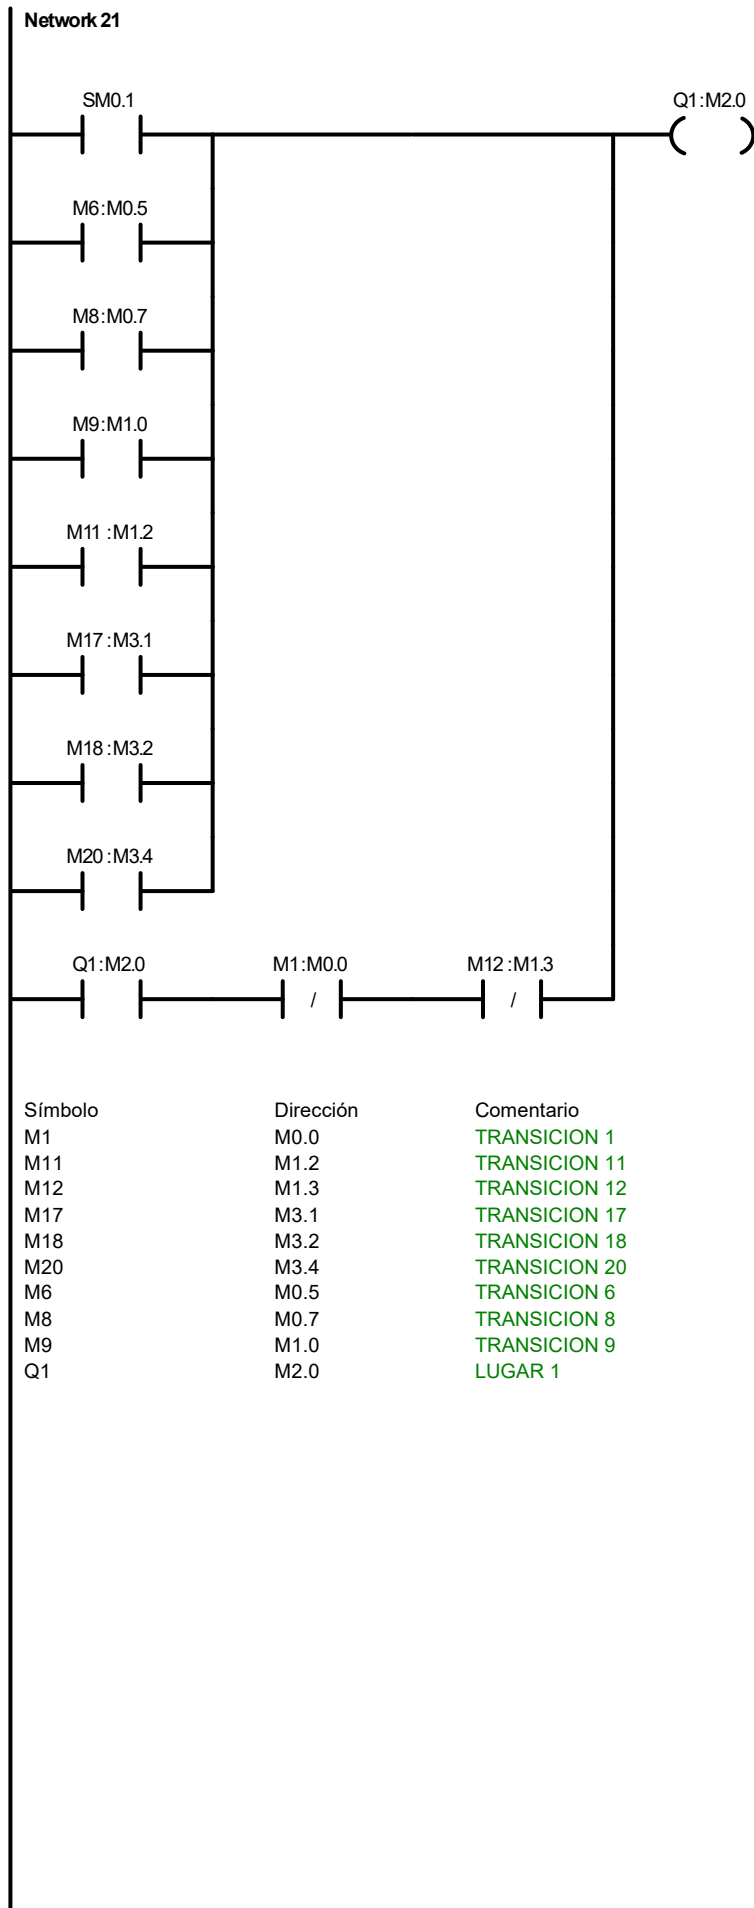 Network 21
SM0.1 Q1:M2.0
M6:M0.5
M8:M0.7
M9:M1.0
M11:M1.2
M17:M3.1
M18:M3.2
M20:M3.4
Q1:M2.0 M1:M0.0 M12:M1.3
/ /
Símbolo Dirección Comentario
M1 M0.0 TRANSICION 1
M11 M1.2 TRANSICION 11
M12 M1.3 TRANSICION 12
M17 M3.1 TRANSICION 17
M18 M3.2 TRANSICION 18
M20 M3.4 TRANSICION 20
M6 M0.5 TRANSICION 6
M8 M0.7 TRANSICION 8
M9 M1.0 TRANSICION 9
Q1 M2.0 LUGAR 1